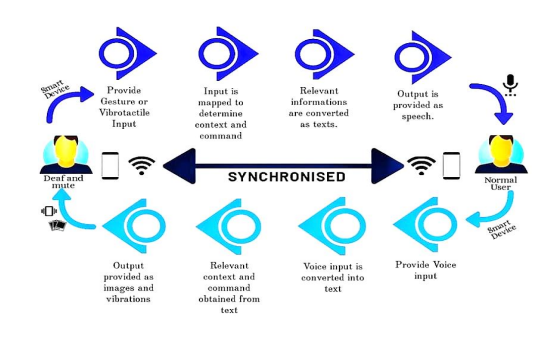 Smart
Device
Provide
Gesture or
Vibrotactile
Input
Input is
mapped to
determine
context and
command
Relevant
informations
are converted
as texts.
Output is
provided as
speech.
Deaf and
mute
SYNCHRONISED
Normal
User
Smart
Device
Output
provided as
images and
vibrations
Relevant
context and
command
obtained from
text
Voice input is
converted into
text
Provide Voice
input